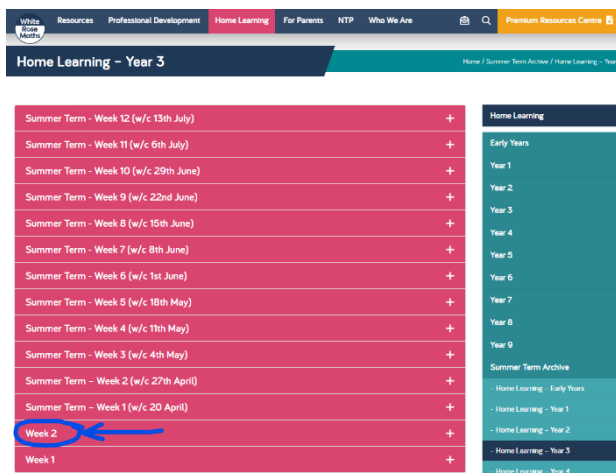 White
Rose
Maths
Resources Professional Development Home Learning For Parents NTP Who We Are Premium Resources Centre
Home Learning – Year 3
Home / Summer Term Archive / Home Learning – Year
Summer Term - Week 12 (w/c 13th July)
Summer Term - Week 11 (w/c 6th July)
Summer Term - Week 10 (w/c 29th June)
Summer Term - Week 9 (w/c 22nd June)
Summer Term - Week 8 (w/c 15th June)
Summer Term - Week 7 (w/c 8th June)
Summer Term - Week 6 (w/c 1st June)
Summer Term - Week 5 (w/c 18th May)
Summer Term - Week 4 (w/c 11th May)
Summer Term - Week 3 (w/c 4th May)
Summer Term – Week 2 (w/c 27th April)
Summer Term – Week 1 (w/c 20 April)
Week 2
Week 1
Home Learning
Early Years
Year 1
Year 2
Year 3
Year 4
Year 5
Year 6
Year 7
Year 8
Year 9
Summer Term Archive
- Home Learning – Early Years
- Home Learning – Year 1
- Home Learning – Year 2
- Home Learning – Year 3
- Home Learning – Year 4